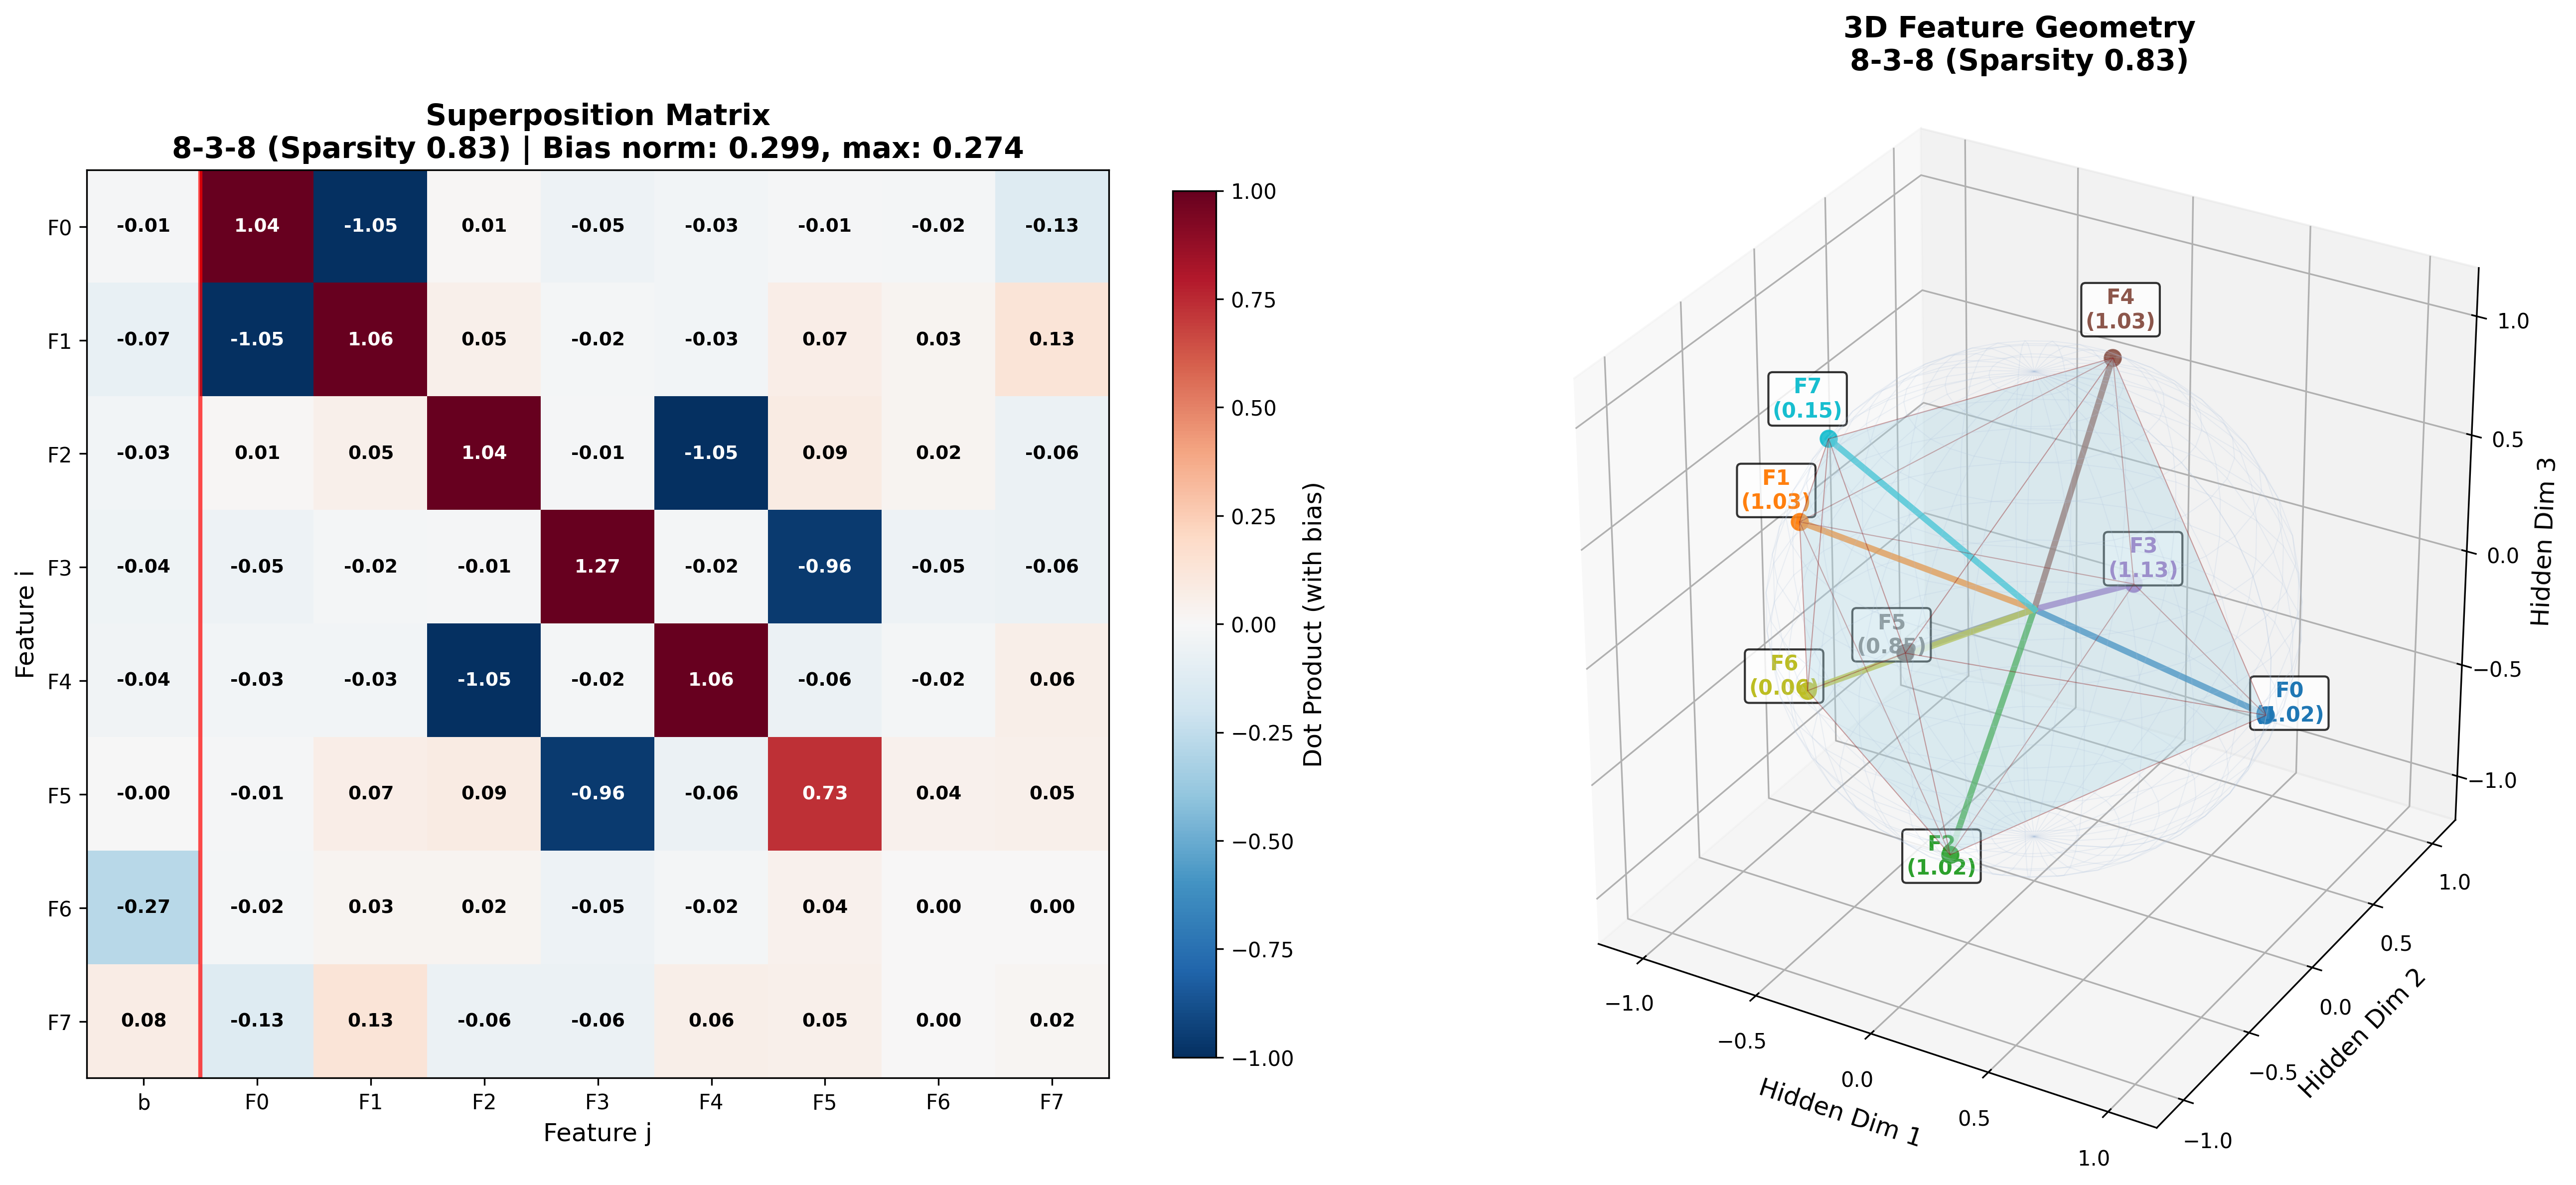 Superposition Matrix
8-3-8 (Sparsity 0.83) | Bias norm: 0.299, max: 0.274
F0 -0.01 1.04 -1.05 0.01 -0.05 -0.03 -0.01 -0.02 -0.13
F1 -0.07 -1.05 1.06 0.05 -0.02 -0.03 0.07 0.03 0.13
F2 -0.03 0.01 0.05 1.04 -0.01 -1.05 0.09 0.02 -0.06
F3 -0.04 -0.05 -0.02 -0.01 1.27 -0.02 -0.96 -0.05 -0.06
F4 -0.04 -0.03 -0.03 -1.05 -0.02 1.06 -0.06 -0.02 0.06
F5 -0.00 -0.01 0.07 0.09 -0.96 -0.06 0.73 0.04 0.05
F6 -0.27 -0.02 0.03 0.02 -0.05 -0.02 0.04 0.00 0.00
F7 0.08 -0.13 0.13 -0.06 -0.06 0.06 0.05 0.00 0.02
b F0 F1 F2 F3 F4 F5 F6 F7
Feature j
Feature i
1.00
0.75
0.50
0.25
0.00
−0.25
−0.50
−0.75
−1.00
Dot Product (with bias)
3D Feature Geometry
8-3-8 (Sparsity 0.83)
F4
(1.03)
F7
(0.15)
F1
(1.03)
F3
(1.13)
F5
(0.85)
F6
F0
(1.02)
F2
(1.02)
1.0
0.5
0.0
−0.5
−1.0
Hidden Dim 3
−1.0
−0.5
0.0
0.5
1.0
Hidden Dim 1
1.0
0.5
0.0
−0.5
−1.0
Hidden Dim 2